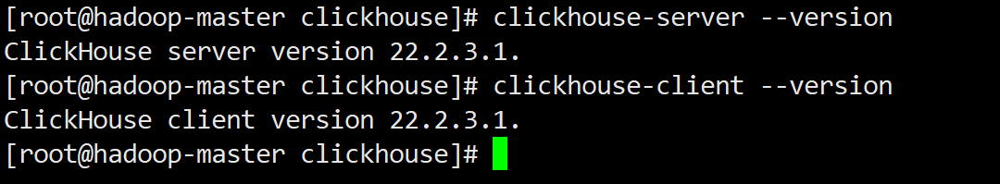 [root@hadoop-master clickhouse]# clickhouse-server --version
ClickHouse server version 22.2.3.1.
[root@hadoop-master clickhouse]# clickhouse-client --version
ClickHouse client version 22.2.3.1.
[root@hadoop-master clickhouse]#